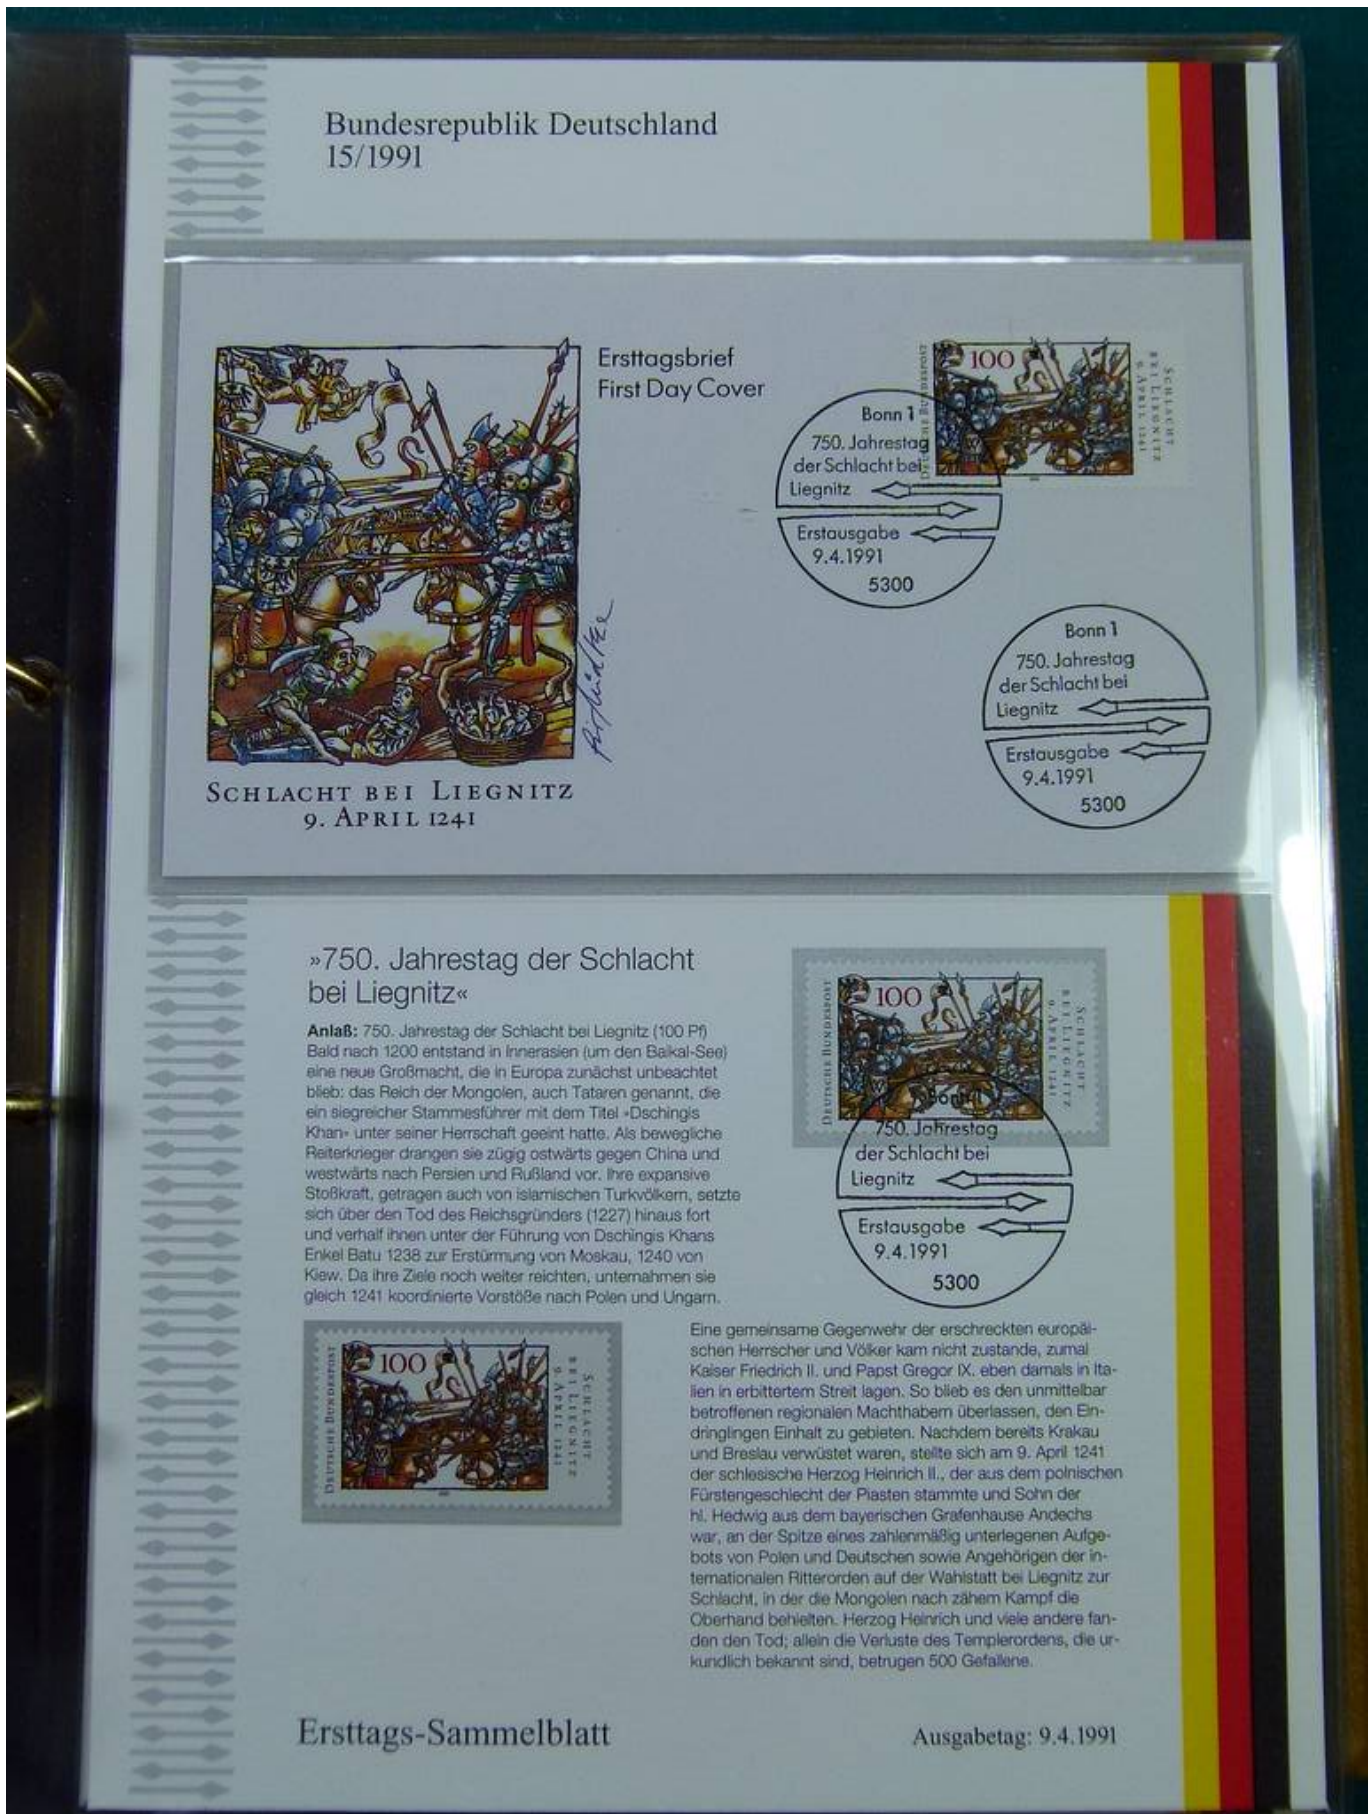 Bundesrepublik Deutschland
15/1991
Ersttagsbrief
First Day Cover
DEUTSCHE BUNDESPOST
100
SCHLACHT
BEI LIEGNITZ
9. APRIL 1241
Bonn 1
750. Jahrestag
der Schlacht bei
Liegnitz
Erstausgabe
9.4.1991
5300
Bonn 1
750. Jahrestag
der Schlacht bei
Liegnitz
Erstausgabe
9.4.1991
5300
SCHLACHT BEI LIEGNITZ
9. APRIL 1241
»750. Jahrestag der Schlacht
bei Liegnitz«
Anlaß: 750. Jahrestag der Schlacht bei Liegnitz (100 Pf)
Bald nach 1200 entstand in Innerasien (um den Baikal-See)
eine neue Großmacht, die in Europa zunächst unbeachtet
blieb: das Reich der Mongolen, auch Tataren genannt, die
ein siegreicher Stammesführer mit dem Titel »Dschingis
Khan« unter seiner Herrschaft geeint hatte. Als bewegliche
Reiterkrieger drangen sie zügig ostwärts gegen China und
westwärts nach Persien und Rußland vor. Ihre expansive
Stoßkraft, getragen auch von islamischen Turkvölkern, setzte
sich über den Tod des Reichsgründers (1227) hinaus fort
und verhalf ihnen unter der Führung von Dschingis Khans
Enkel Batu 1238 zur Erstürmung von Moskau, 1240 von
Kiew. Da ihre Ziele noch weiter reichten, unternahmen sie
gleich 1241 koordinierte Vorstöße nach Polen und Ungarn.
DEUTSCHE BUNDESPOST
100
SCHLACHT
BEI LIEGNITZ
9. APRIL 1241
Bonn 1
750. Jahrestag
der Schlacht bei
Liegnitz
Erstausgabe
9.4.1991
5300
DEUTSCHE BUNDESPOST
100
SCHLACHT
BEI LIEGNITZ
9. APRIL 1241
Eine gemeinsame Gegenwehr der erschreckten europäi-
schen Herrscher und Völker kam nicht zustande, zumal
Kaiser Friedrich II. und Papst Gregor IX. eben damals in Ita-
lien in erbittertem Streit lagen. So blieb es den unmittelbar
betroffenen regionalen Machthabern überlassen, den Ein-
dringlingen Einhalt zu gebieten. Nachdem bereits Krakau
und Breslau verwüstet waren, stellte sich am 9. April 1241
der schlesische Herzog Heinrich II., der aus dem polnischen
Fürstengeschlecht der Piasten stammte und Sohn der
hl. Hedwig aus dem bayerischen Grafenhause Andechs
war, an der Spitze eines zahlenmäßig unterlegenen Aufge-
bots von Polen und Deutschen sowie Angehörigen der in-
ternationalen Ritterorden auf der Wahlstatt bei Liegnitz zur
Schlacht, in der die Mongolen nach zähem Kampf die
Oberhand behielten. Herzog Heinrich und viele andere fan-
den den Tod; allein die Verluste des Templerordens, die ur-
kundlich bekannt sind, betrugen 500 Gefallene.
Ersttags-Sammelblatt
Ausgabetag: 9.4.1991